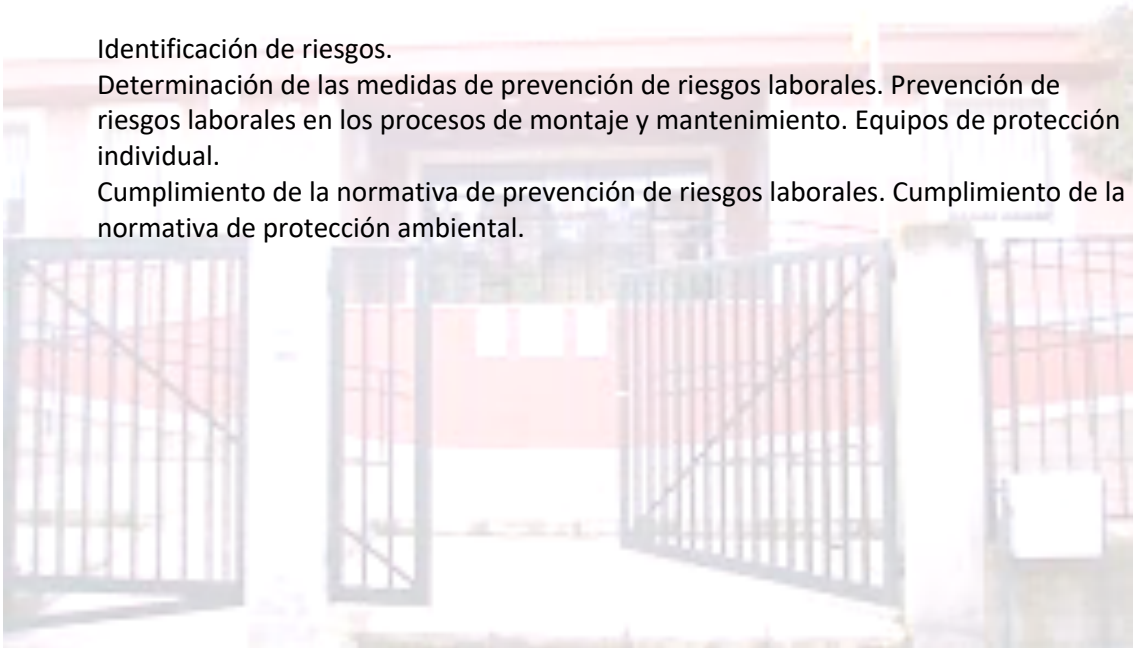 Identificación de riesgos.
Determinación de las medidas de prevención de riesgos laborales. Prevención de
riesgos laborales en los procesos de montaje y mantenimiento. Equipos de protección
individual.
Cumplimiento de la normativa de prevención de riesgos laborales. Cumplimiento de la
normativa de protección ambiental.